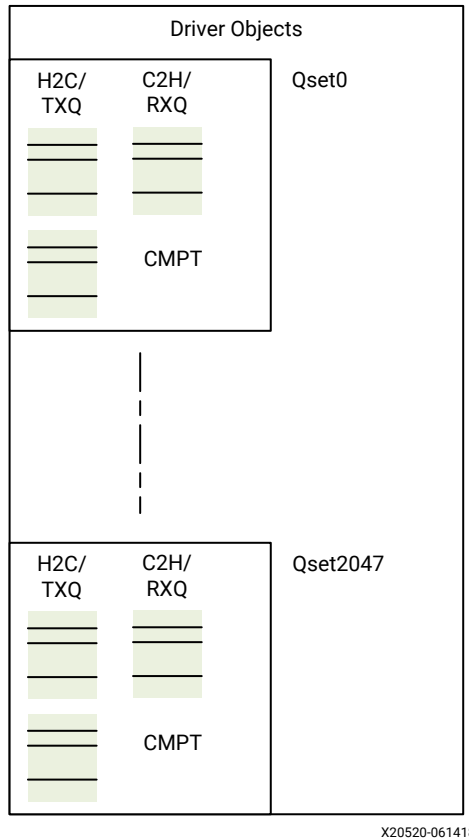 Driver Objects
H2C/
TXQ
C2H/
RXQ
Qset0
CMPT
H2C/
TXQ
C2H/
RXQ
Qset2047
CMPT